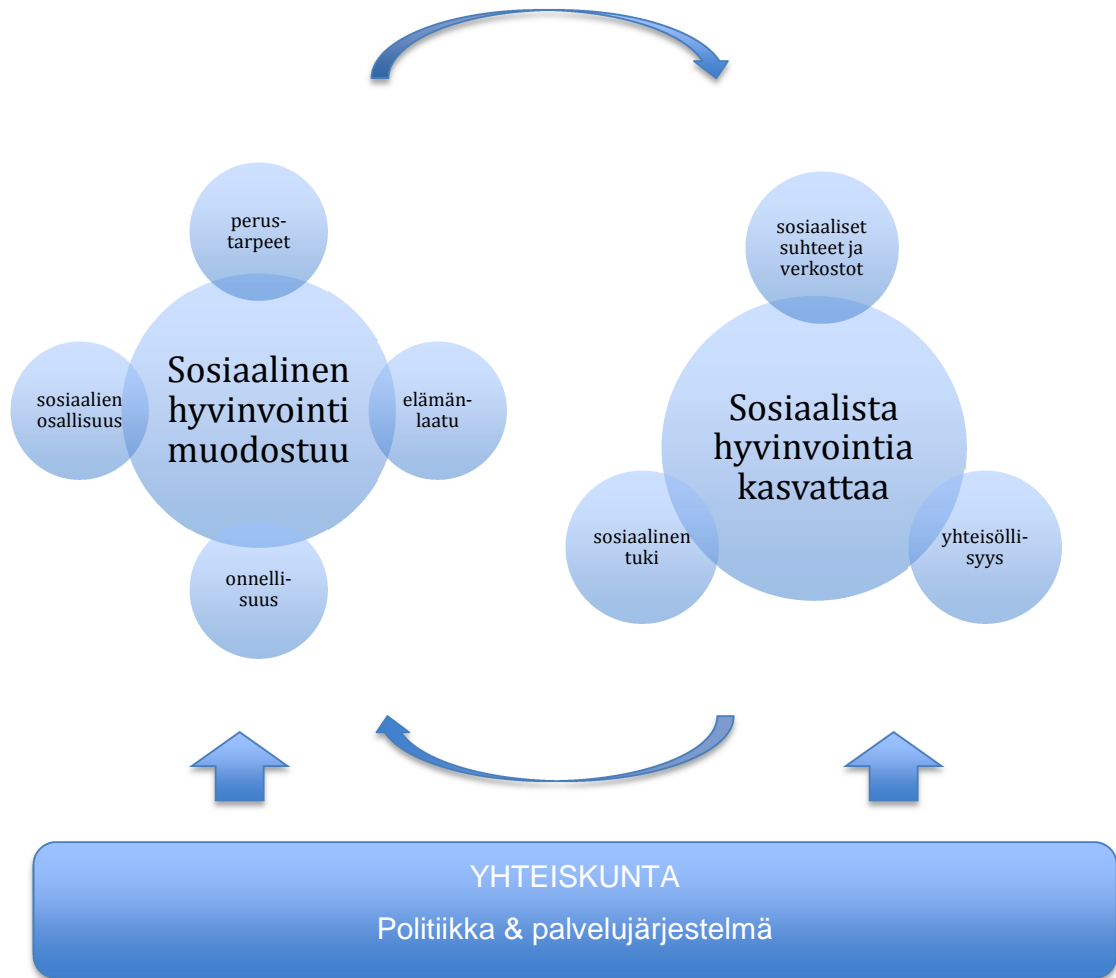 perus-
tarpeet
Sosiaalinen
hyvinvointi
muodostuu
sosiaalien
osallisuus
elämän-
laatu
onnelli-
suus
sosiaaliset
suhteet ja
verkostot
Sosiaalista
hyvinvointia
kasvattaa
sosiaalinen
tuki
yhteisölli-
syys
YHTEISKUNTA
Politiikka & palvelujärjestelmä